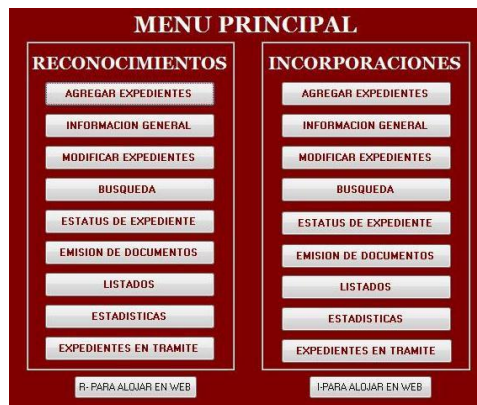 MENU PRINCIPAL
RECONOCIMIENTOS
AGREGAR EXPEDIENTES
INFORMACION GENERAL
MODIFICAR EXPEDIENTES
BUSQUEDA
ESTATUS DE EXPEDIENTE
EMISION DE DOCUMENTOS
LISTADOS
ESTADISTICAS
EXPEDIENTES EN TRAMITE
R- PARA ALOJAR EN WEB
INCORPORACIONES
AGREGAR EXPEDIENTES
INFORMACION GENERAL
MODIFICAR EXPEDIENTES
BUSQUEDA
ESTATUS DE EXPEDIENTE
EMISION DE DOCUMENTOS
LISTADOS
ESTADISTICAS
EXPEDIENTES EN TRAMITE
I-PARA ALOJAR EN WEB